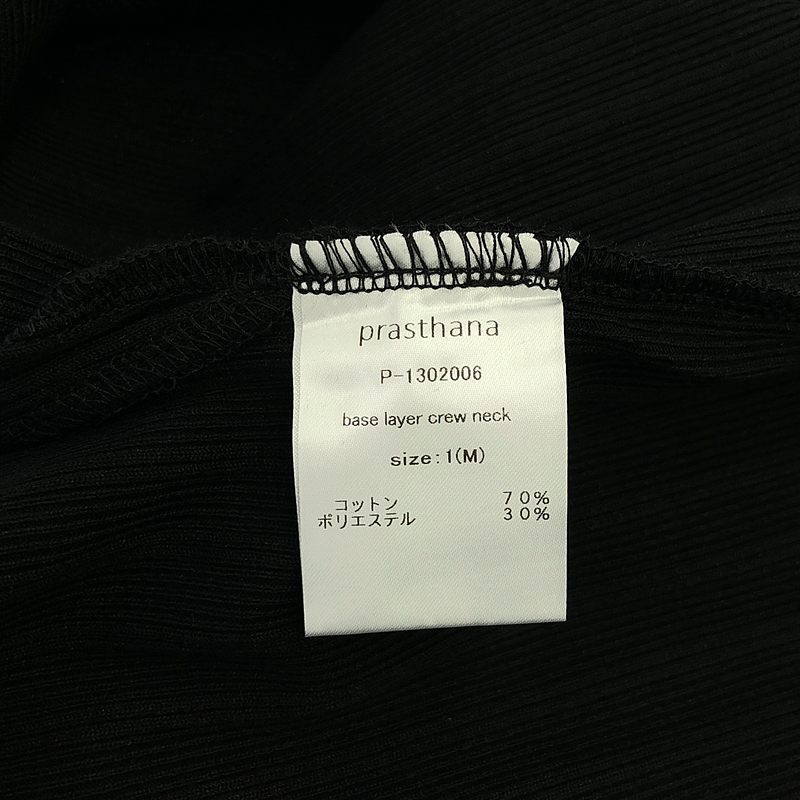 prasthana
P-1302006
base layer crew neck
size:1(M)
コットン ７０％
ポリエステル ３０％